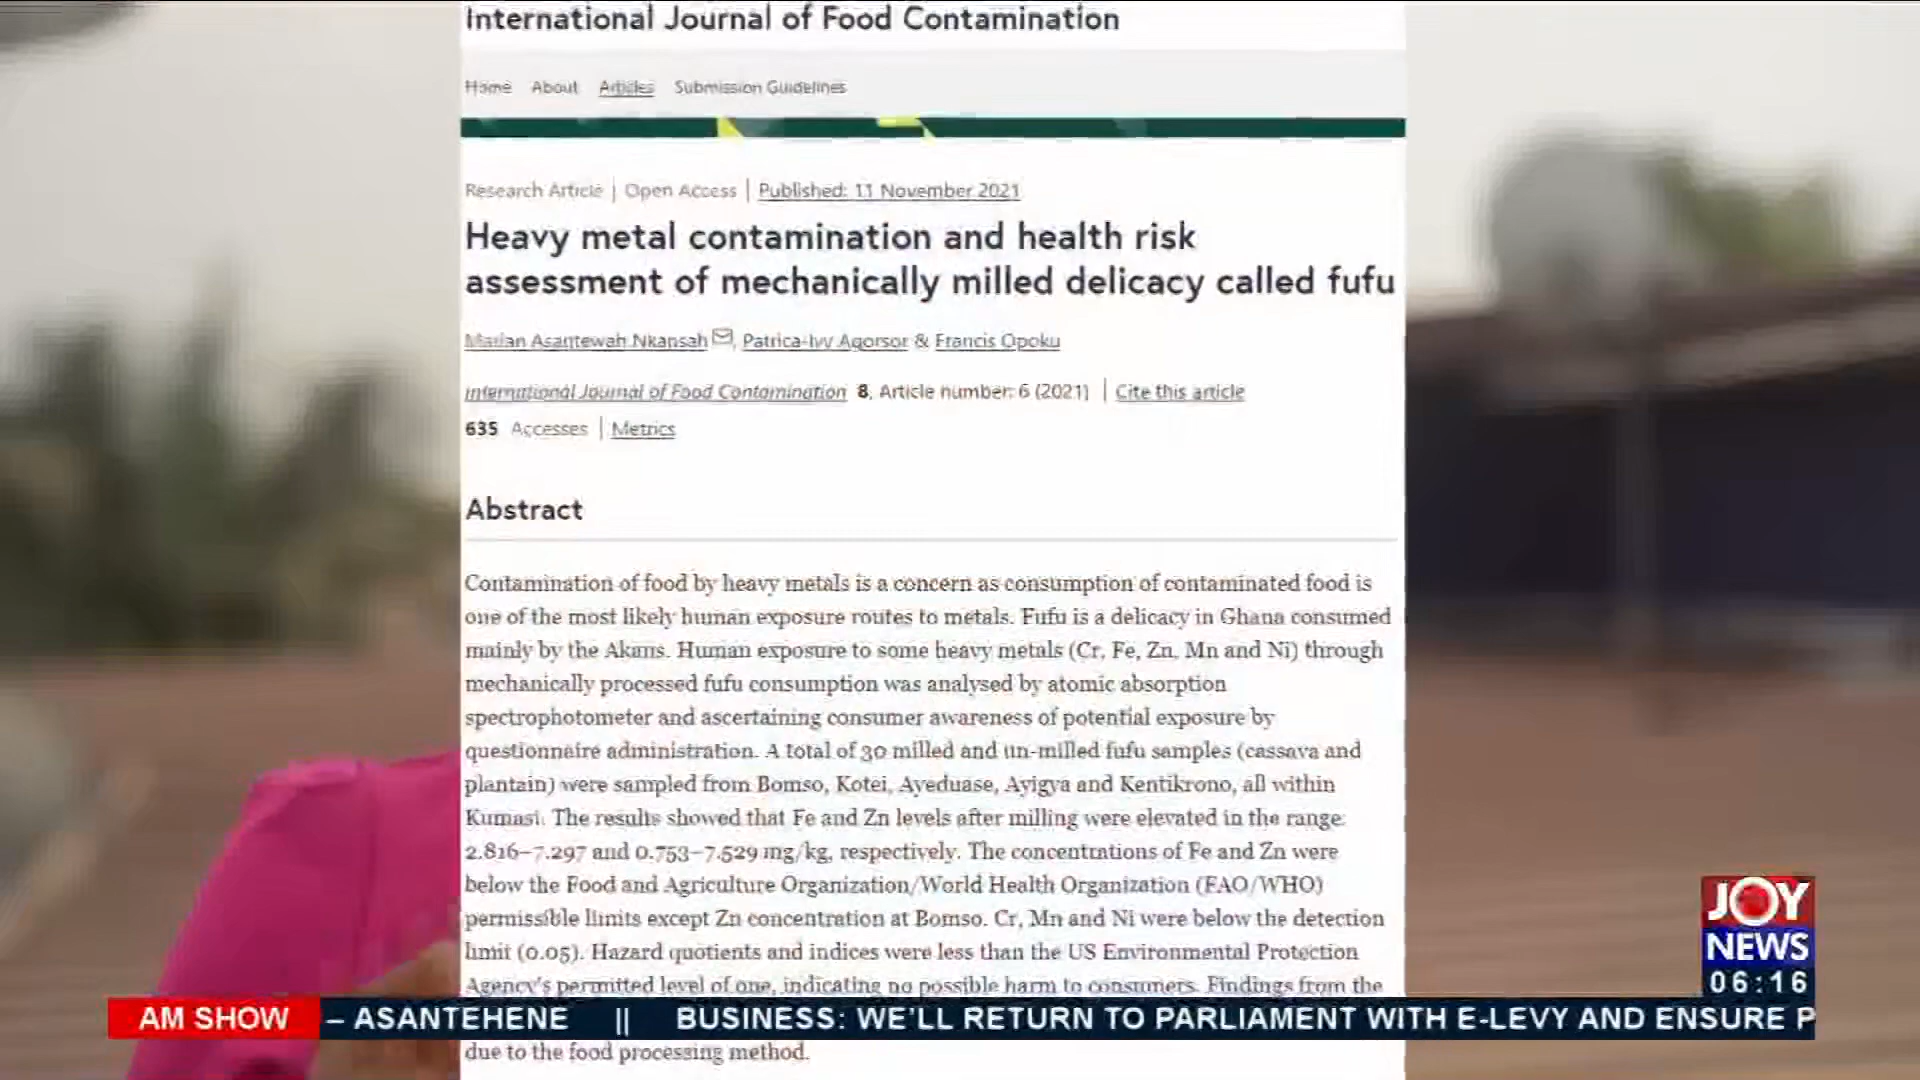 International Journal of Food Contamination
Home About Articles Submission Guidelines
Research Article | Open Access | Published: 11 November 2021
Heavy metal contamination and health risk
assessment of mechanically milled delicacy called fufu
Marian Asantewah Nkansah, Patrica-Ivy Agorsor & Francis Opoku
International Journal of Food Contamination 8, Article number: 6 (2021) | Cite this article
635 Accesses | Metrics
Abstract
Contamination of food by heavy metals is a concern as consumption of contaminated food is
one of the most likely human exposure routes to metals. Fufu is a delicacy in Ghana consumed
mainly by the Akans. Human exposure to some heavy metals (Cr, Fe, Zn, Mn and Ni) through
mechanically processed fufu consumption was analysed by atomic absorption
spectrophotometer and ascertaining consumer awareness of potential exposure by
questionnaire administration. A total of 30 milled and un-milled fufu samples (cassava and
plantain) were sampled from Bomso, Kotei, Ayeduase, Ayigya and Kentikrono, all within
Kumasi. The results showed that Fe and Zn levels after milling were elevated in the range:
2.816–7.297 and 0.753–7.529 mg/kg, respectively. The concentrations of Fe and Zn were
below the Food and Agriculture Organization/World Health Organization (FAO/WHO)
permissible limits except Zn concentration at Bomso. Cr, Mn and Ni were below the detection
limit (0.05). Hazard quotients and indices were less than the US Environmental Protection
Agency's permitted level of one, indicating no possible harm to consumers. Findings from the
due to the food processing method.
JOY
NEWS
06:16
AM SHOW – ASANTEHENE || BUSINESS: WE'LL RETURN TO PARLIAMENT WITH E-LEVY AND ENSURE P